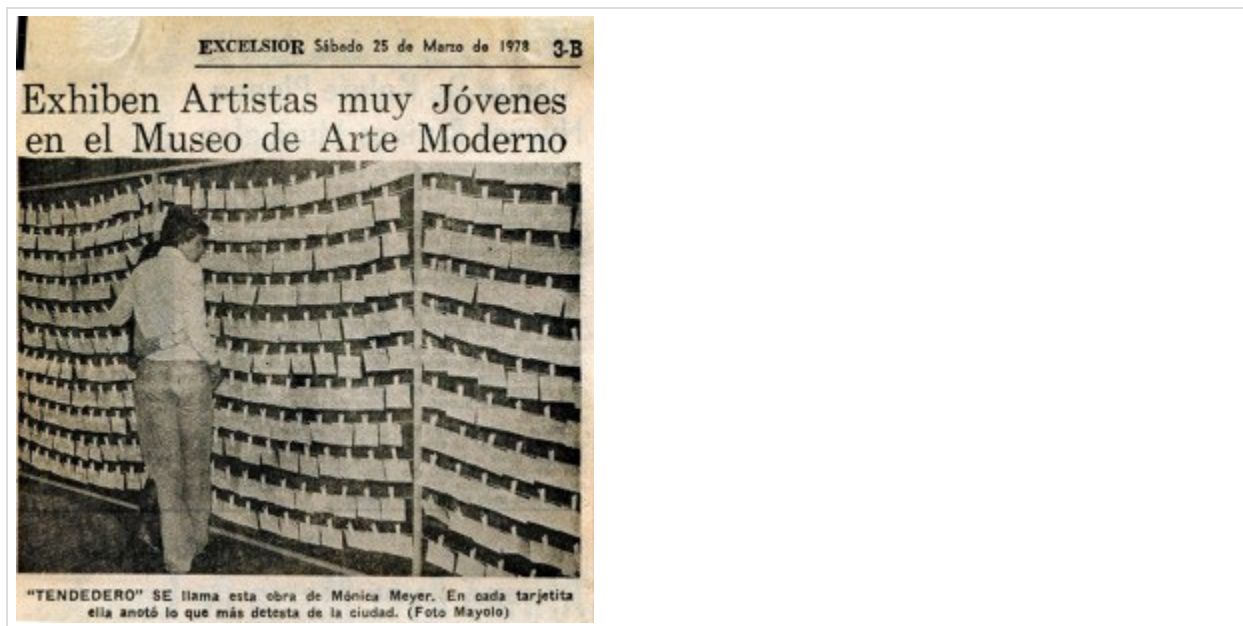 EXCELSIOR Sábado 25 de Marzo de 1978 3-B
Exhiben Artistas muy Jóvenes
en el Museo de Arte Moderno
"TENDEDERO" SE llama esta obra de Mónica Meyer. En cada tarjetita
ella anotó lo que más detesta de la ciudad. (Foto Mayolo)